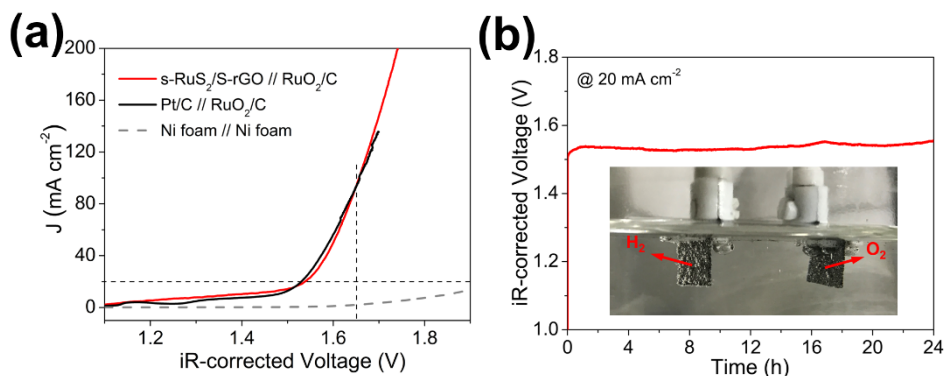 (a)
200
160
120
80
40
0
J (mA cm⁻²)
s-RuS₂/S-rGO // RuO₂/C
Pt/C // RuO₂/C
Ni foam // Ni foam
1.2 1.4 1.6 1.8
iR-corrected Voltage (V)
(b)
1.8
1.6
1.4
1.2
1.0
iR-corrected Voltage (V)
@ 20 mA cm⁻²
H₂
O₂
0 4 8 12 16 20 24
Time (h)